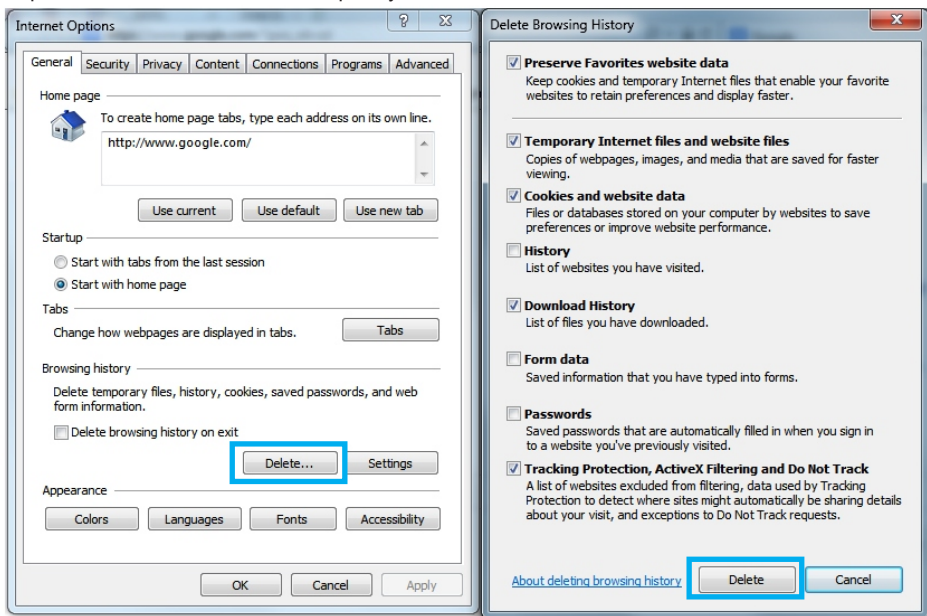 Internet Options
General Security Privacy Content Connections Programs Advanced
Home page
To create home page tabs, type each address on its own line.
http://www.google.com/
Use current Use default Use new tab
Startup
Start with tabs from the last session
Start with home page
Tabs
Change how webpages are displayed in tabs.
Tabs
Browsing history
Delete temporary files, history, cookies, saved passwords, and web
form information.
Delete browsing history on exit
Delete... Settings
Appearance
Colors Languages Fonts Accessibility
OK Cancel Apply
Delete Browsing History
Preserve Favorites website data
Keep cookies and temporary Internet files that enable your favorite
websites to retain preferences and display faster.
Temporary Internet files and website files
Copies of webpages, images, and media that are saved for faster
viewing.
Cookies and website data
Files or databases stored on your computer by websites to save
preferences or improve website performance.
History
List of websites you have visited.
Download History
List of files you have downloaded.
Form data
Saved information that you have typed into forms.
Passwords
Saved passwords that are automatically filled in when you sign in
to a website you've previously visited.
Tracking Protection, ActiveX Filtering and Do Not Track
A list of websites excluded from filtering, data used by Tracking
Protection to detect where sites might automatically be sharing details
about your visit, and exceptions to Do Not Track requests.
About deleting browsing history Delete Cancel